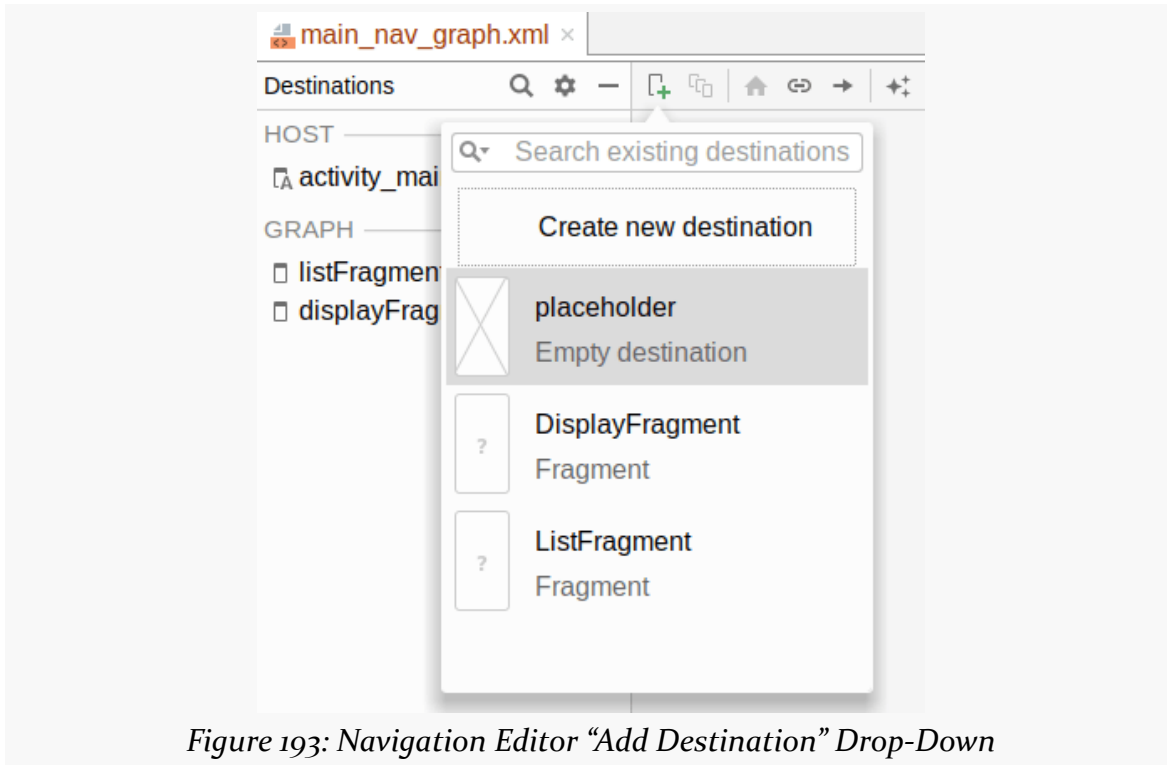 main_nav_graph.xml
Destinations
HOST
activity_mai
GRAPH
listFragmen
displayFrag
Search existing destinations
Create new destination
placeholder
Empty destination
?
DisplayFragment
Fragment
?
ListFragment
Fragment
Figure 193: Navigation Editor “Add Destination” Drop-Down